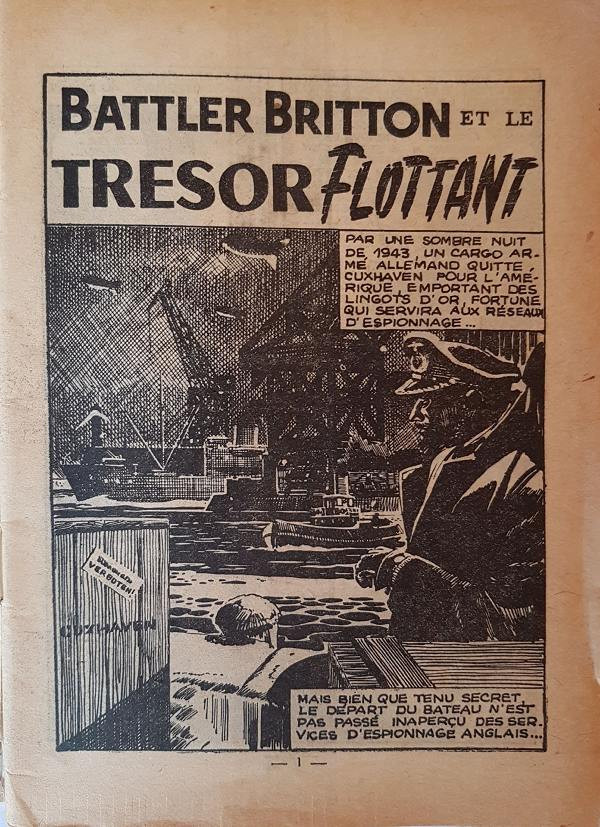 BATTLER BRITTON ET LE
TRESOR FLOTTANT
PAR UNE SOMBRE NUIT
DE 1943, UN CARGO AR-
MÉ ALLEMAND QUITTE
CUXHAVEN POUR L'AMÉ-
RIQUE, EMPORTANT DES
LINGOTS D'OR, FORTUNE
QUI SERVIRA AUX RÉSEAUX
D'ESPIONNAGE...
VERBOTEN!
CUXHAVEN
MAIS BIEN QUE TENU SECRET,
LE DÉPART DU BATEAU N'EST
PAS PASSÉ INAPERÇU DES SER-
VICES D'ESPIONNAGE ANGLAIS...
— 1 —